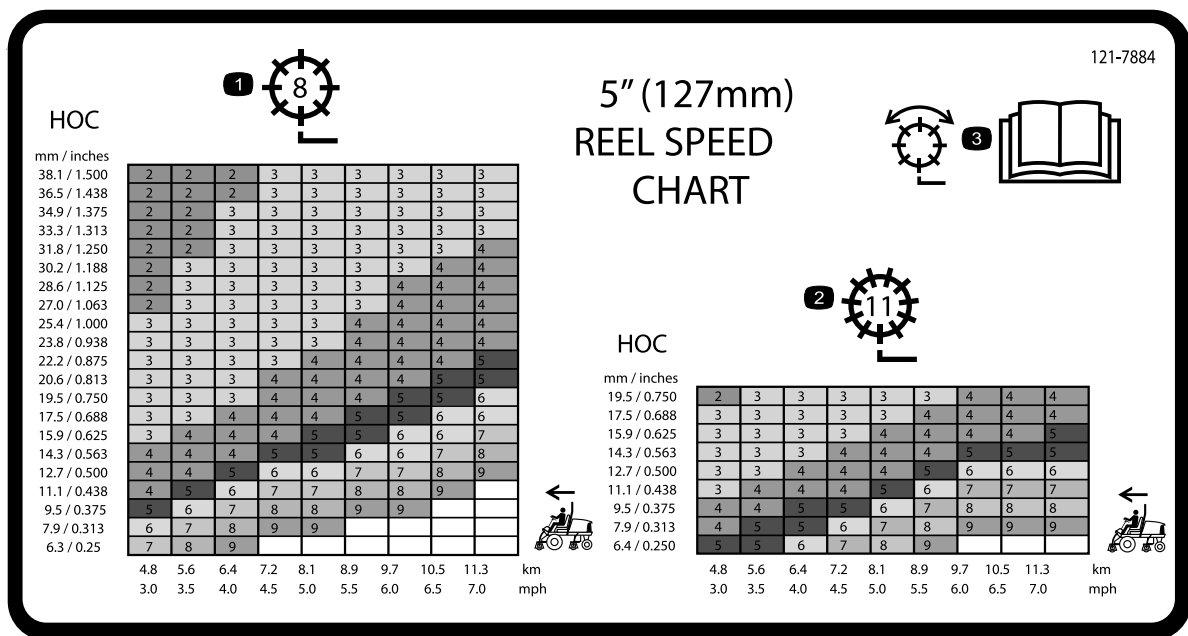 121-7884
1
8
5” (127mm)
REEL SPEED
CHART
3
HOC
mm / inches
38.1 / 1.500 2 2 2 3 3 3 3 3 3
36.5 / 1.438 2 2 2 3 3 3 3 3 3
34.9 / 1.375 2 2 3 3 3 3 3 3 3
33.3 / 1.313 2 2 3 3 3 3 3 3 3
31.8 / 1.250 2 2 3 3 3 3 3 3 4
30.2 / 1.188 2 3 3 3 3 3 3 4 4
28.6 / 1.125 2 3 3 3 3 3 4 4 4
27.0 / 1.063 2 3 3 3 3 3 4 4 4
25.4 / 1.000 3 3 3 3 3 4 4 4 4
23.8 / 0.938 3 3 3 3 3 4 4 4 4
22.2 / 0.875 3 3 3 3 4 4 4 4 5
20.6 / 0.813 3 3 3 4 4 4 4 5 5
19.5 / 0.750 3 3 3 4 4 4 5 5 6
17.5 / 0.688 3 3 4 4 4 5 5 6 6
15.9 / 0.625 3 4 4 4 5 5 6 6 7
14.3 / 0.563 4 4 4 5 5 6 6 7 8
12.7 / 0.500 4 4 5 6 6 7 7 8 9
11.1 / 0.438 4 5 6 7 7 8 8 9
9.5 / 0.375 5 6 7 8 8 9 9
7.9 / 0.313 6 7 8 9 9
6.3 / 0.25 7 8 9
4.8 5.6 6.4 7.2 8.1 8.9 9.7 10.5 11.3 km
3.0 3.5 4.0 4.5 5.0 5.5 6.0 6.5 7.0 mph
2
11
HOC
mm / inches
19.5 / 0.750 2 3 3 3 3 3 4 4 4
17.5 / 0.688 3 3 3 3 3 4 4 4 4
15.9 / 0.625 3 3 3 3 4 4 4 4 5
14.3 / 0.563 3 3 3 4 4 4 5 5 5
12.7 / 0.500 3 3 4 4 4 5 6 6 6
11.1 / 0.438 3 4 4 4 5 6 7 7 7
9.5 / 0.375 4 4 5 5 6 7 8 8 8
7.9 / 0.313 4 5 5 6 7 8 9 9 9
6.4 / 0.250 5 5 6 7 8 9
4.8 5.6 6.4 7.2 8.1 8.9 9.7 10.5 11.3 km
3.0 3.5 4.0 4.5 5.0 5.5 6.0 6.5 7.0 mph